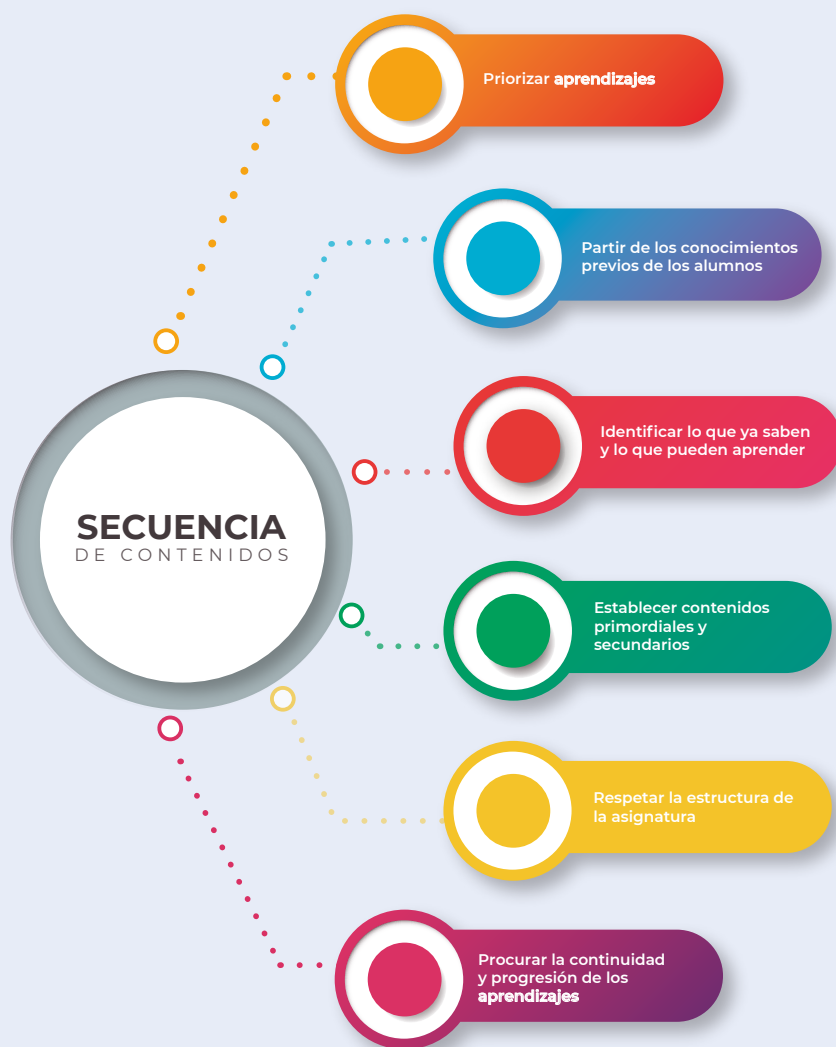 Priorizar aprendizajes
Partir de los conocimientos
previos de los alumnos
Identificar lo que ya saben
y lo que pueden aprender
SECUENCIA
DE CONTENIDOS
Establecer contenidos
primordiales y
secundarios
Respetar la estructura de
la asignatura
Procurar la continuidad
y progresión de los
aprendizajes